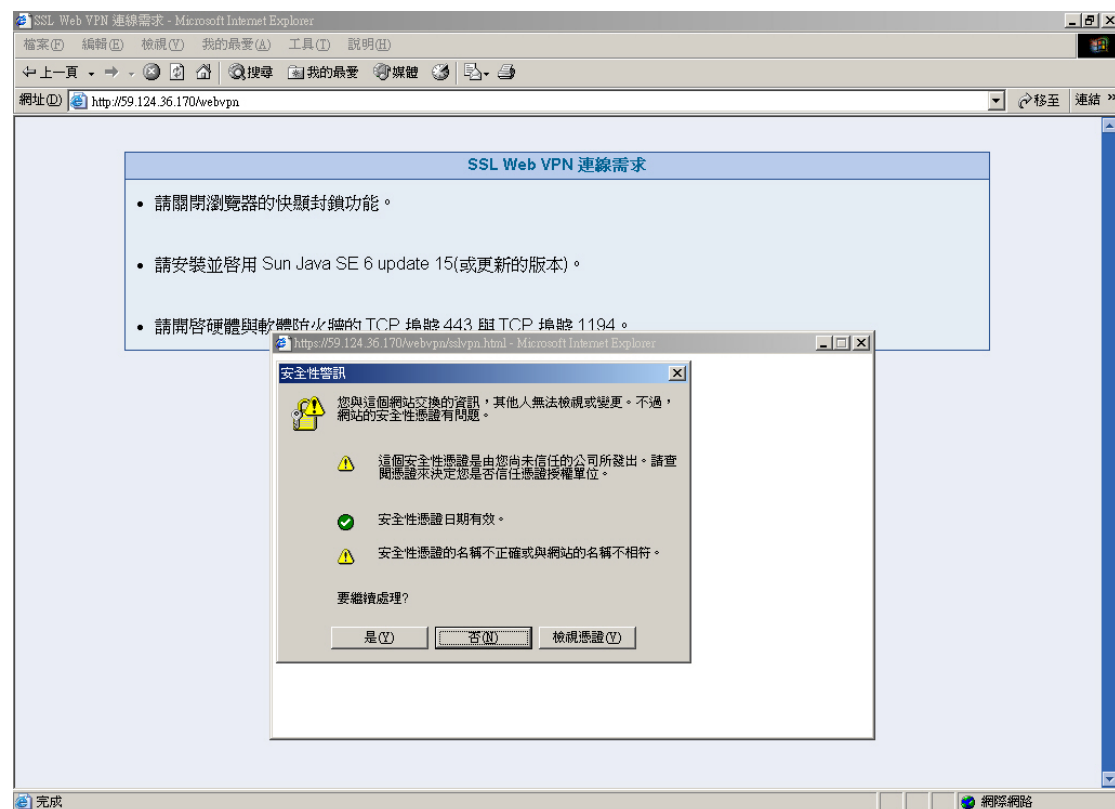 SSL Web VPN 連線需求 - Microsoft Internet Explorer
檔案(F) 編輯(E) 檢視(V) 我的最愛(A) 工具(T) 説明(H)
上一頁 搜尋 我的最愛 媒體
網址(D) http://59.124.36.170/webvpn 移至 連結 »
SSL Web VPN 連線需求
• 請關閉瀏覽器的快顯封鎖功能。
• 請安裝並啓用 Sun Java SE 6 update 15(或更新的版本)。
• 請開啓硬體與軟體防火牆的 TCP 埠號 443 與 TCP 埠號 1194。
https://59.124.36.170/webvpn/sslvpn.html - Microsoft Internet Explorer
安全性警訊
您與這個網站交換的資訊，其他人無法檢視或變更。不過，
網站的安全性憑證有問題。
這個安全性憑證是由您尚未信任的公司所發出。請查
閱憑證來決定您是否信任憑證授權單位。
安全性憑證日期有效。
安全性憑證的名稱不正確或與網站的名稱不相符。
要繼續處理?
是(Y) 否(N) 檢視憑證(V)
完成 網際網路